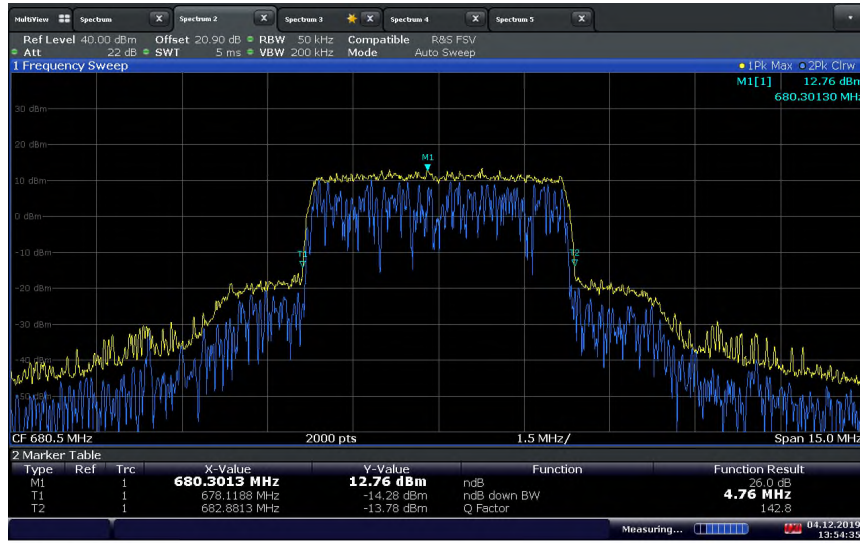 MultiView Spectrum X Spectrum 2 X Spectrum 3 X Spectrum 4 X Spectrum 5 X
Ref Level 40.00 dBm Offset 20.90 dB RBW 50 kHz Compatible R&S FSV
Att 22 dB SWT 5 ms VBW 200 kHz Mode Auto Sweep
1 Frequency Sweep 1Pk Max 2Pk Clrw
M1[1] 12.76 dBm
680.30130 MHz
30 dBm
20 dBm
M1
10 dBm
0 dBm
-10 dBm
T1 T2
-20 dBm
-30 dBm
-40 dBm
-50 dBm
CF 680.5 MHz 2000 pts 1.5 MHz/ Span 15.0 MHz
2 Marker Table
Type Ref Trc X-Value Y-Value Function Function Result
M1 1 680.3013 MHz 12.76 dBm ndB 26.0 dB
T1 1 678.1188 MHz -14.28 dBm ndB down BW 4.76 MHz
T2 1 682.8813 MHz -13.78 dBm Q Factor 142.8
Measuring... 04.12.2019
13:54:35